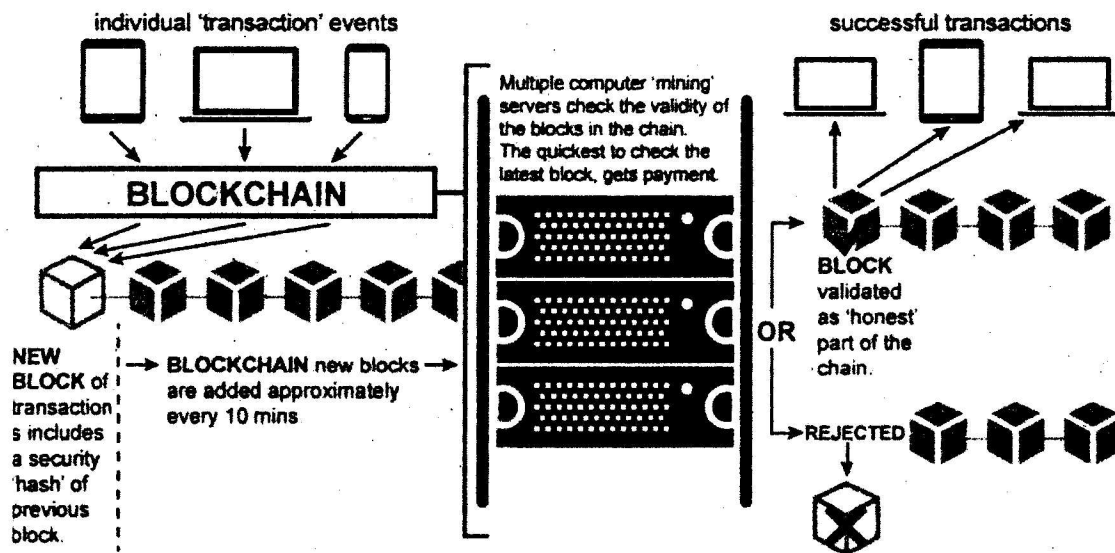 individual 'transaction' events
BLOCKCHAIN
NEW
BLOCK of
transaction
s includes
a security
'hash' of
previous
block.
BLOCKCHAIN new blocks
are added approximately
every 10 mins
Multiple computer 'mining'
servers check the validity of
the blocks in the chain.
The quickest to check the
latest block, gets payment.
OR
successful transactions
BLOCK
validated
as 'honest'
part of the
chain.
REJECTED